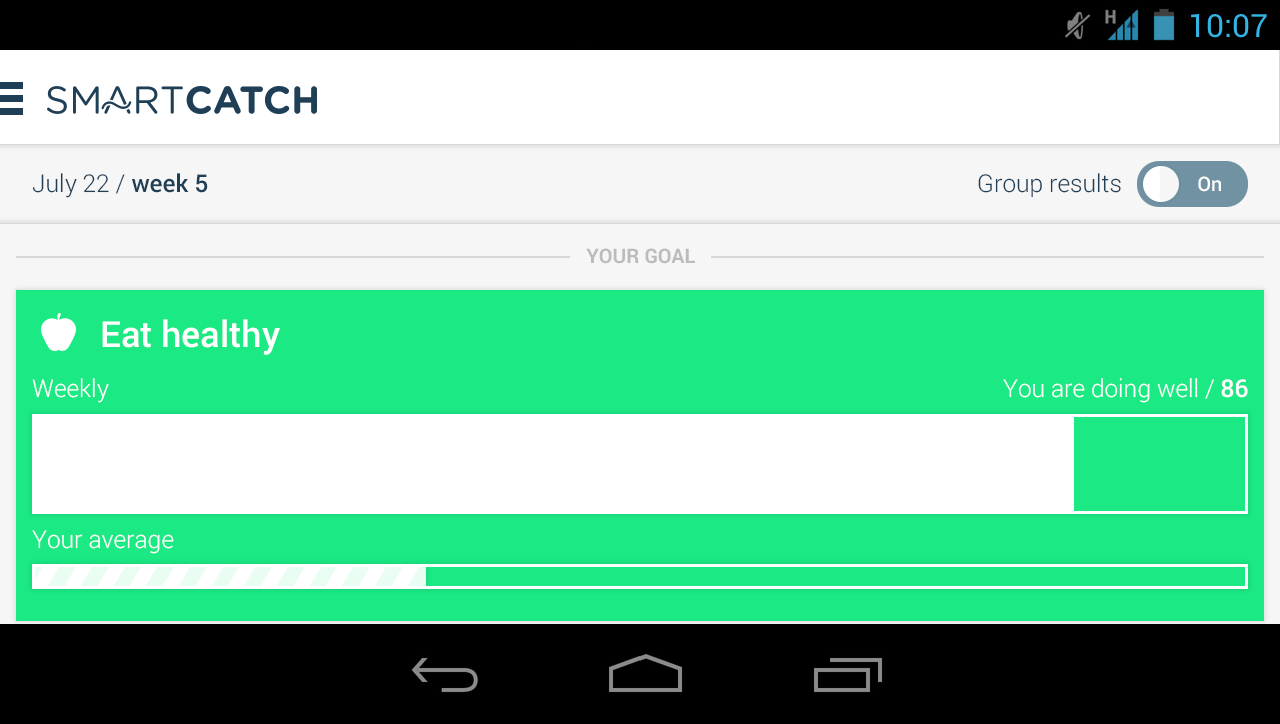 H 10:07
SMARTCATCH
July 22 / week 5
Group results On
YOUR GOAL
Eat healthy
Weekly
You are doing well / 86
Your average